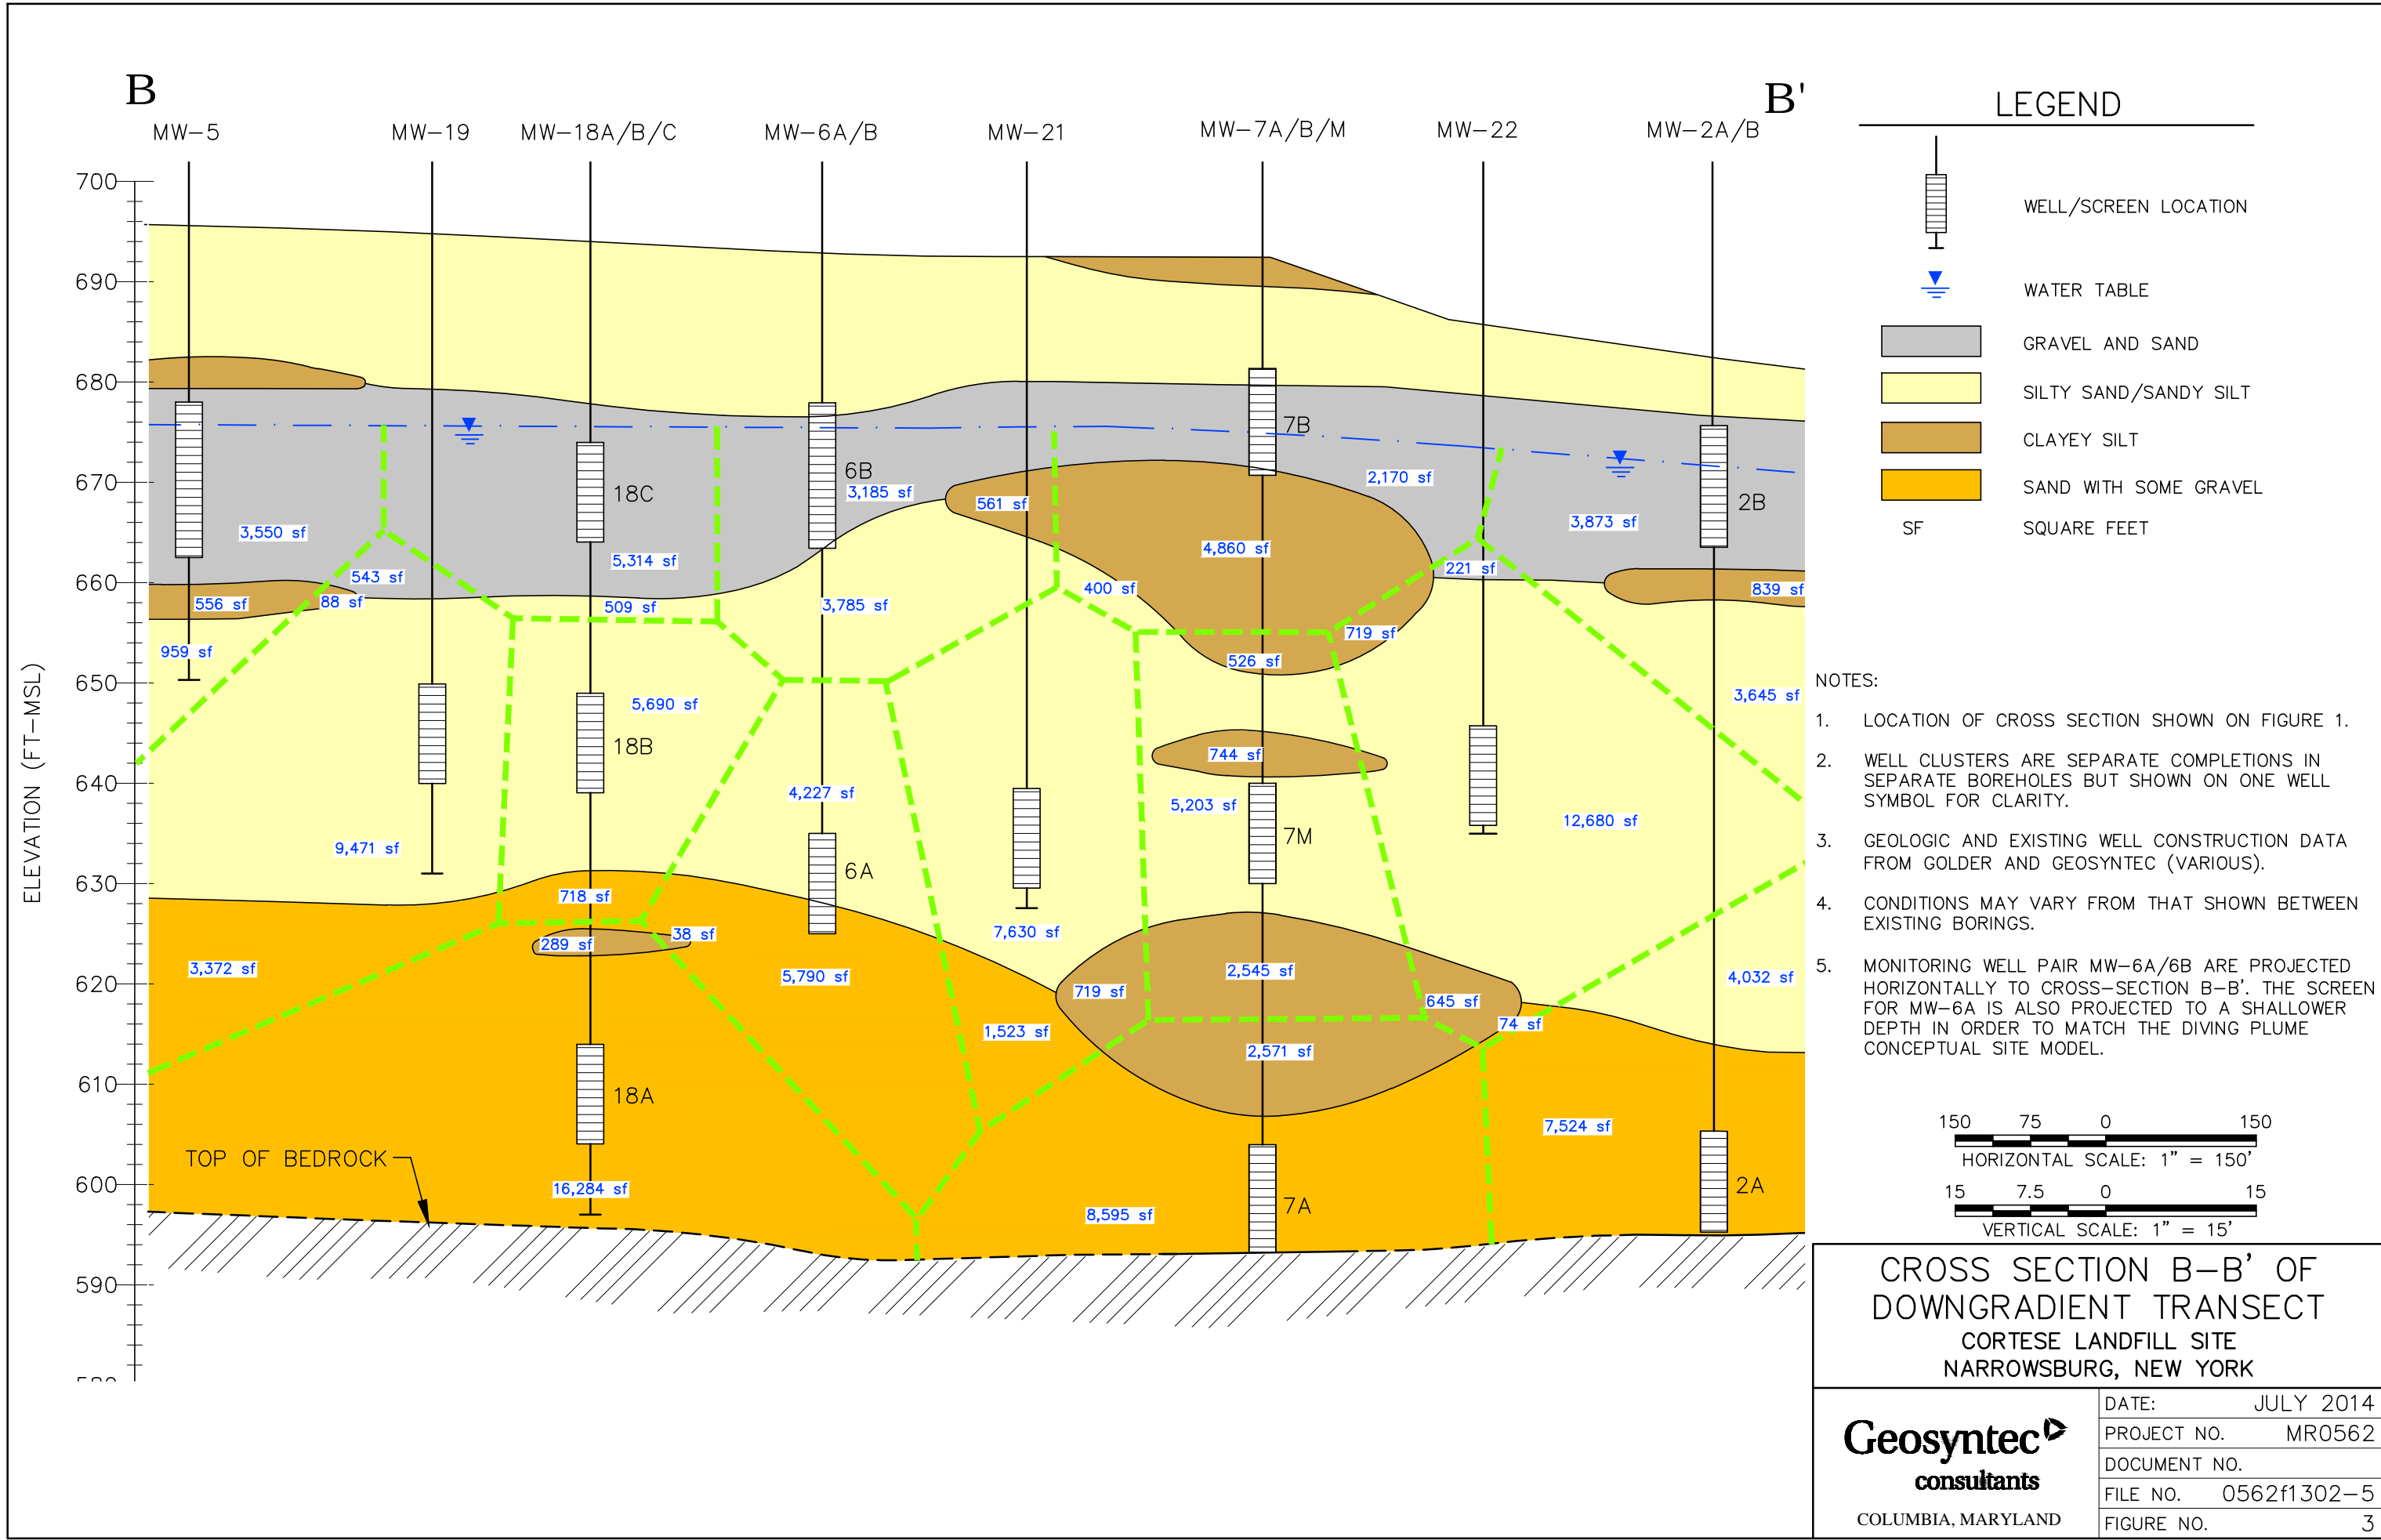 B
B'
MW-5
MW-19
MW-18A/B/C
MW-6A/B
MW-21
MW-7A/B/M
MW-22
MW-2A/B
700
690
680
670
660
650
640
630
620
610
600
590
ELEVATION (FT-MSL)
7B
6B
3,185 sf
2,170 sf
18C
561 sf
2B
3,550 sf
3,873 sf
5,314 sf
4,860 sf
543 sf
221 sf
400 sf
839 sf
556 sf
88 sf
509 sf
3,785 sf
719 sf
959 sf
526 sf
3,645 sf
5,690 sf
18B
744 sf
4,227 sf
5,203 sf
12,680 sf
7M
9,471 sf
6A
718 sf
7,630 sf
38 sf
289 sf
3,372 sf
5,790 sf
2,545 sf
4,032 sf
719 sf
645 sf
1,523 sf
74 sf
2,571 sf
18A
7,524 sf
TOP OF BEDROCK
16,284 sf
2A
8,595 sf
7A
LEGEND
WELL/SCREEN LOCATION
WATER TABLE
GRAVEL AND SAND
SILTY SAND/SANDY SILT
CLAYEY SILT
SAND WITH SOME GRAVEL
SF SQUARE FEET
NOTES:
1. LOCATION OF CROSS SECTION SHOWN ON FIGURE 1.
2. WELL CLUSTERS ARE SEPARATE COMPLETIONS IN
SEPARATE BOREHOLES BUT SHOWN ON ONE WELL
SYMBOL FOR CLARITY.
3. GEOLOGIC AND EXISTING WELL CONSTRUCTION DATA
FROM GOLDER AND GEOSYNTEC (VARIOUS).
4. CONDITIONS MAY VARY FROM THAT SHOWN BETWEEN
EXISTING BORINGS.
5. MONITORING WELL PAIR MW-6A/6B ARE PROJECTED
HORIZONTALLY TO CROSS-SECTION B-B'. THE SCREEN
FOR MW-6A IS ALSO PROJECTED TO A SHALLOWER
DEPTH IN ORDER TO MATCH THE DIVING PLUME
CONCEPTUAL SITE MODEL.
150 75 0 150
HORIZONTAL SCALE: 1" = 150'
15 7.5 0 15
VERTICAL SCALE: 1" = 15'
CROSS SECTION B-B' OF
DOWNGRADIENT TRANSECT
CORTESE LANDFILL SITE
NARROWSBURG, NEW YORK
Geosyntec
consultants
COLUMBIA, MARYLAND
DATE: JULY 2014
PROJECT NO. MR0562
DOCUMENT NO.
FILE NO. 0562f1302-5
FIGURE NO. 3